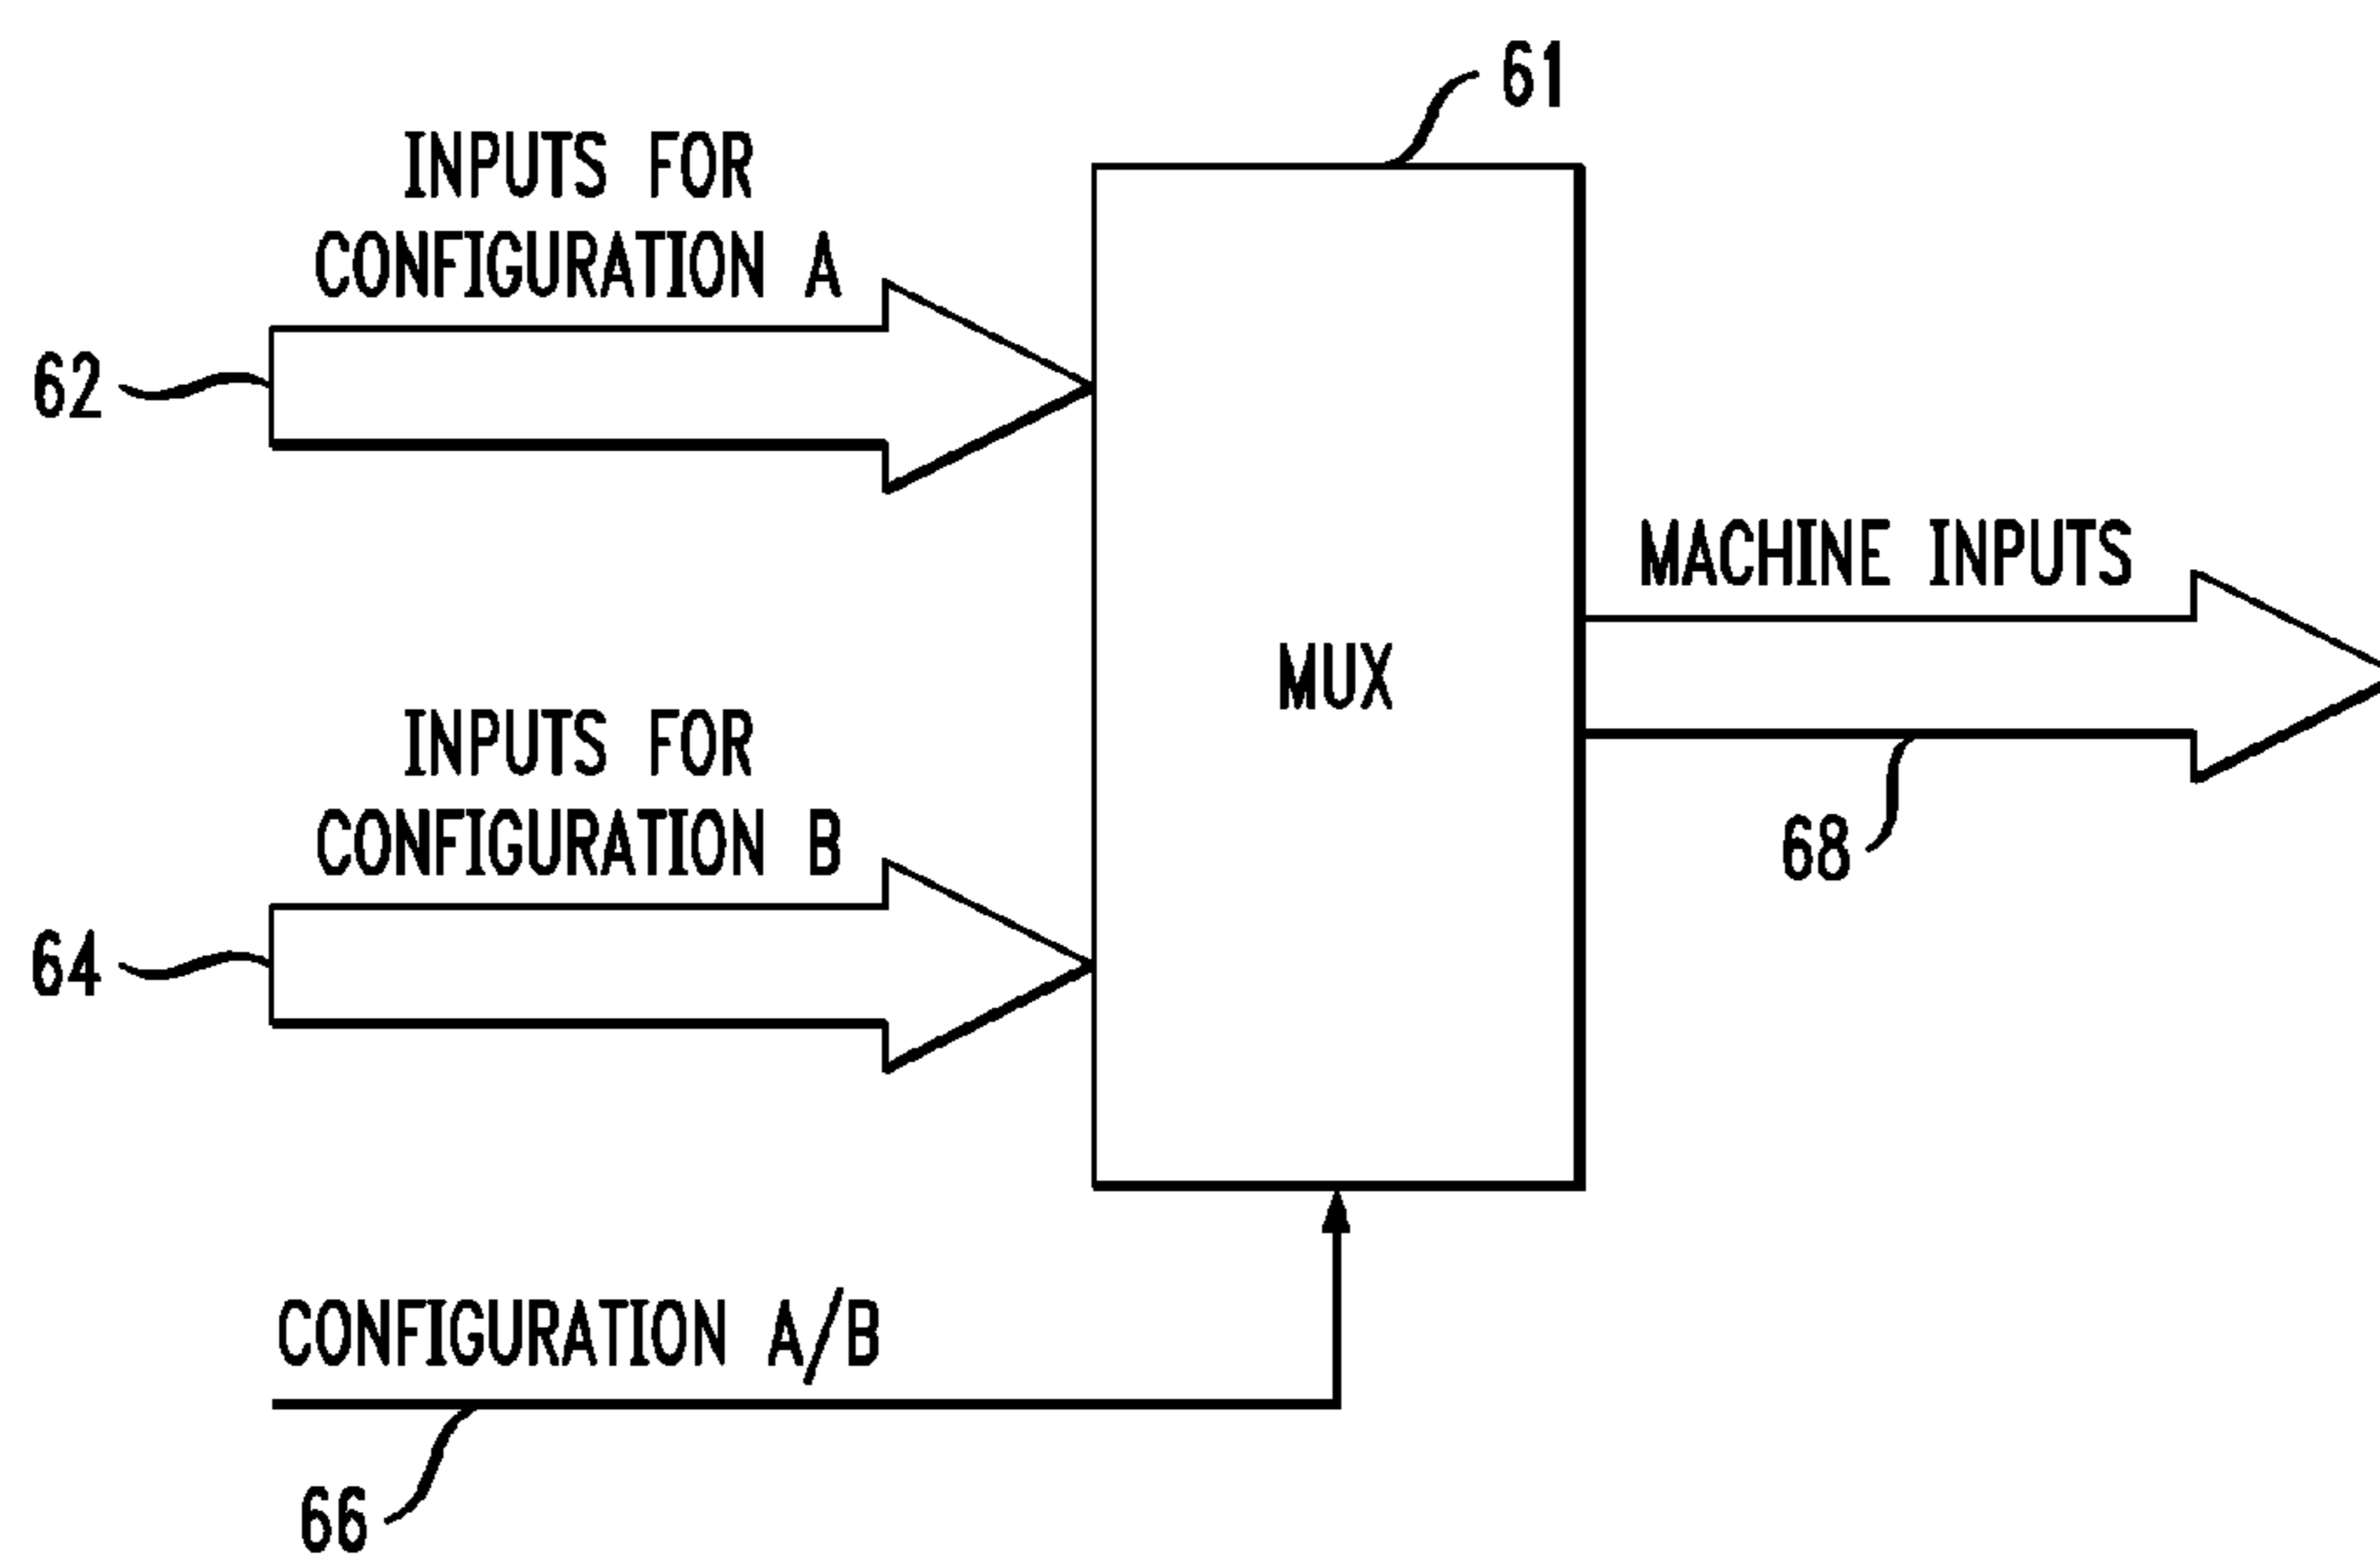 61
INPUTS FOR
CONFIGURATION A
62
MACHINE INPUTS
MUX
INPUTS FOR
CONFIGURATION B
68
64
CONFIGURATION A/B
66